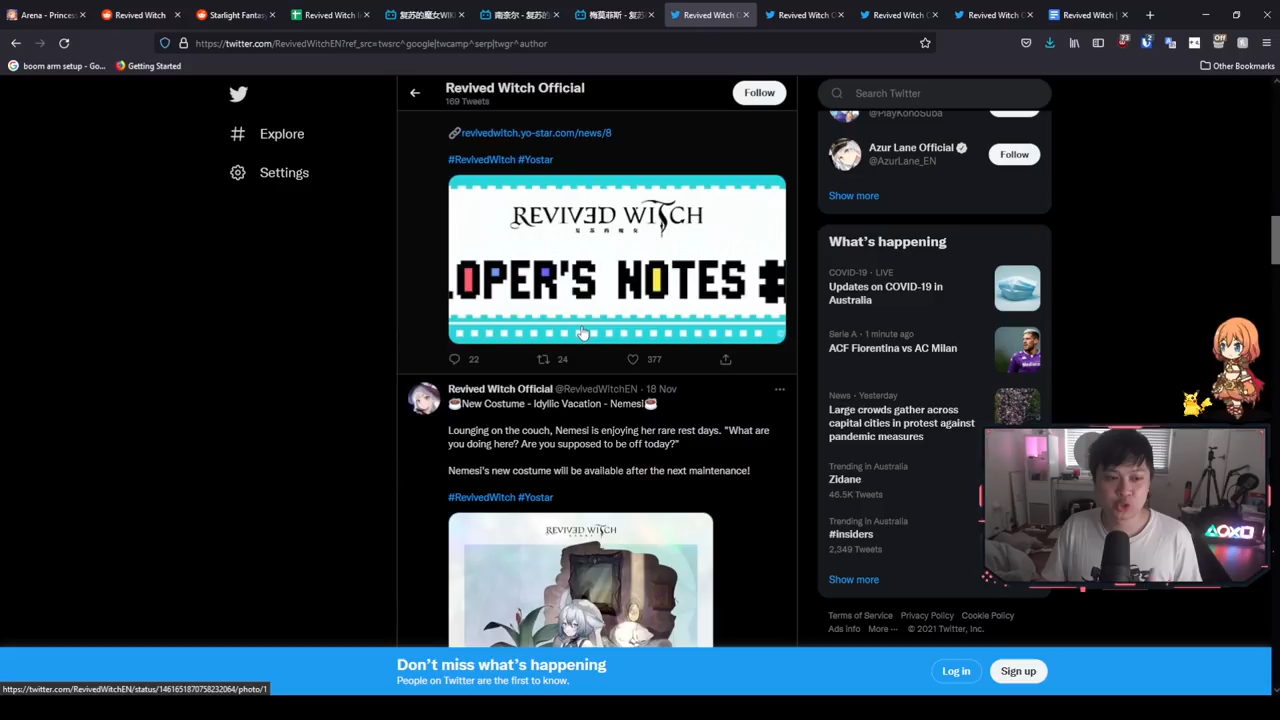 Arena - Princess
Revived Witch
Starlight Fantasy
Revived Witch
复苏的魔女WIKI
南奈尔 - 复苏的
梅莫菲斯 - 复苏
Revived Witch O
Revived Witch O
Revived Witch O
Revived Witch O
Revived Witch
https://twitter.com/RevivedWitchEN?ref_src=twsrc^google|twcamp^serp|twgr^author
73
2
Off
boom arm setup - Go...
Getting Started
Other Bookmarks
Explore
Settings
Revived Witch Official
169 Tweets
Follow
revivedwitch.yo-star.com/news/8
#RevivedWitch #Yostar
REVIVED WITCH
复苏的魔女
LOPER'S NOTES #
22
24
377
Revived Witch Official @RevivedWitchEN · 18 Nov
New Costume - Idyllic Vacation - Nemesi
Lounging on the couch, Nemesi is enjoying her rare rest days. "What are
you doing here? Are you supposed to be off today?"
Nemesi's new costume will be available after the next maintenance!
#RevivedWitch #Yostar
REVIVED WITCH
Search Twitter
@PlayKonoSuba
Azur Lane Official
@AzurLane_EN
Follow
Show more
What's happening
COVID-19 · LIVE
Updates on COVID-19 in
Australia
Serie A · 1 minute ago
ACF Fiorentina vs AC Milan
News · Yesterday
Large crowds gather across
capital cities in protest against
pandemic measures
Trending in Australia
Zidane
46.5K Tweets
Trending in Australia
#insiders
2,349 Tweets
Show more
Terms of Service Privacy Policy Cookie Policy
Ads info More ··· © 2021 Twitter, Inc.
Don't miss what's happening
People on Twitter are the first to know.
Log in
Sign up
https://twitter.com/RevivedWitchEN/status/1461651870758232064/photo/1